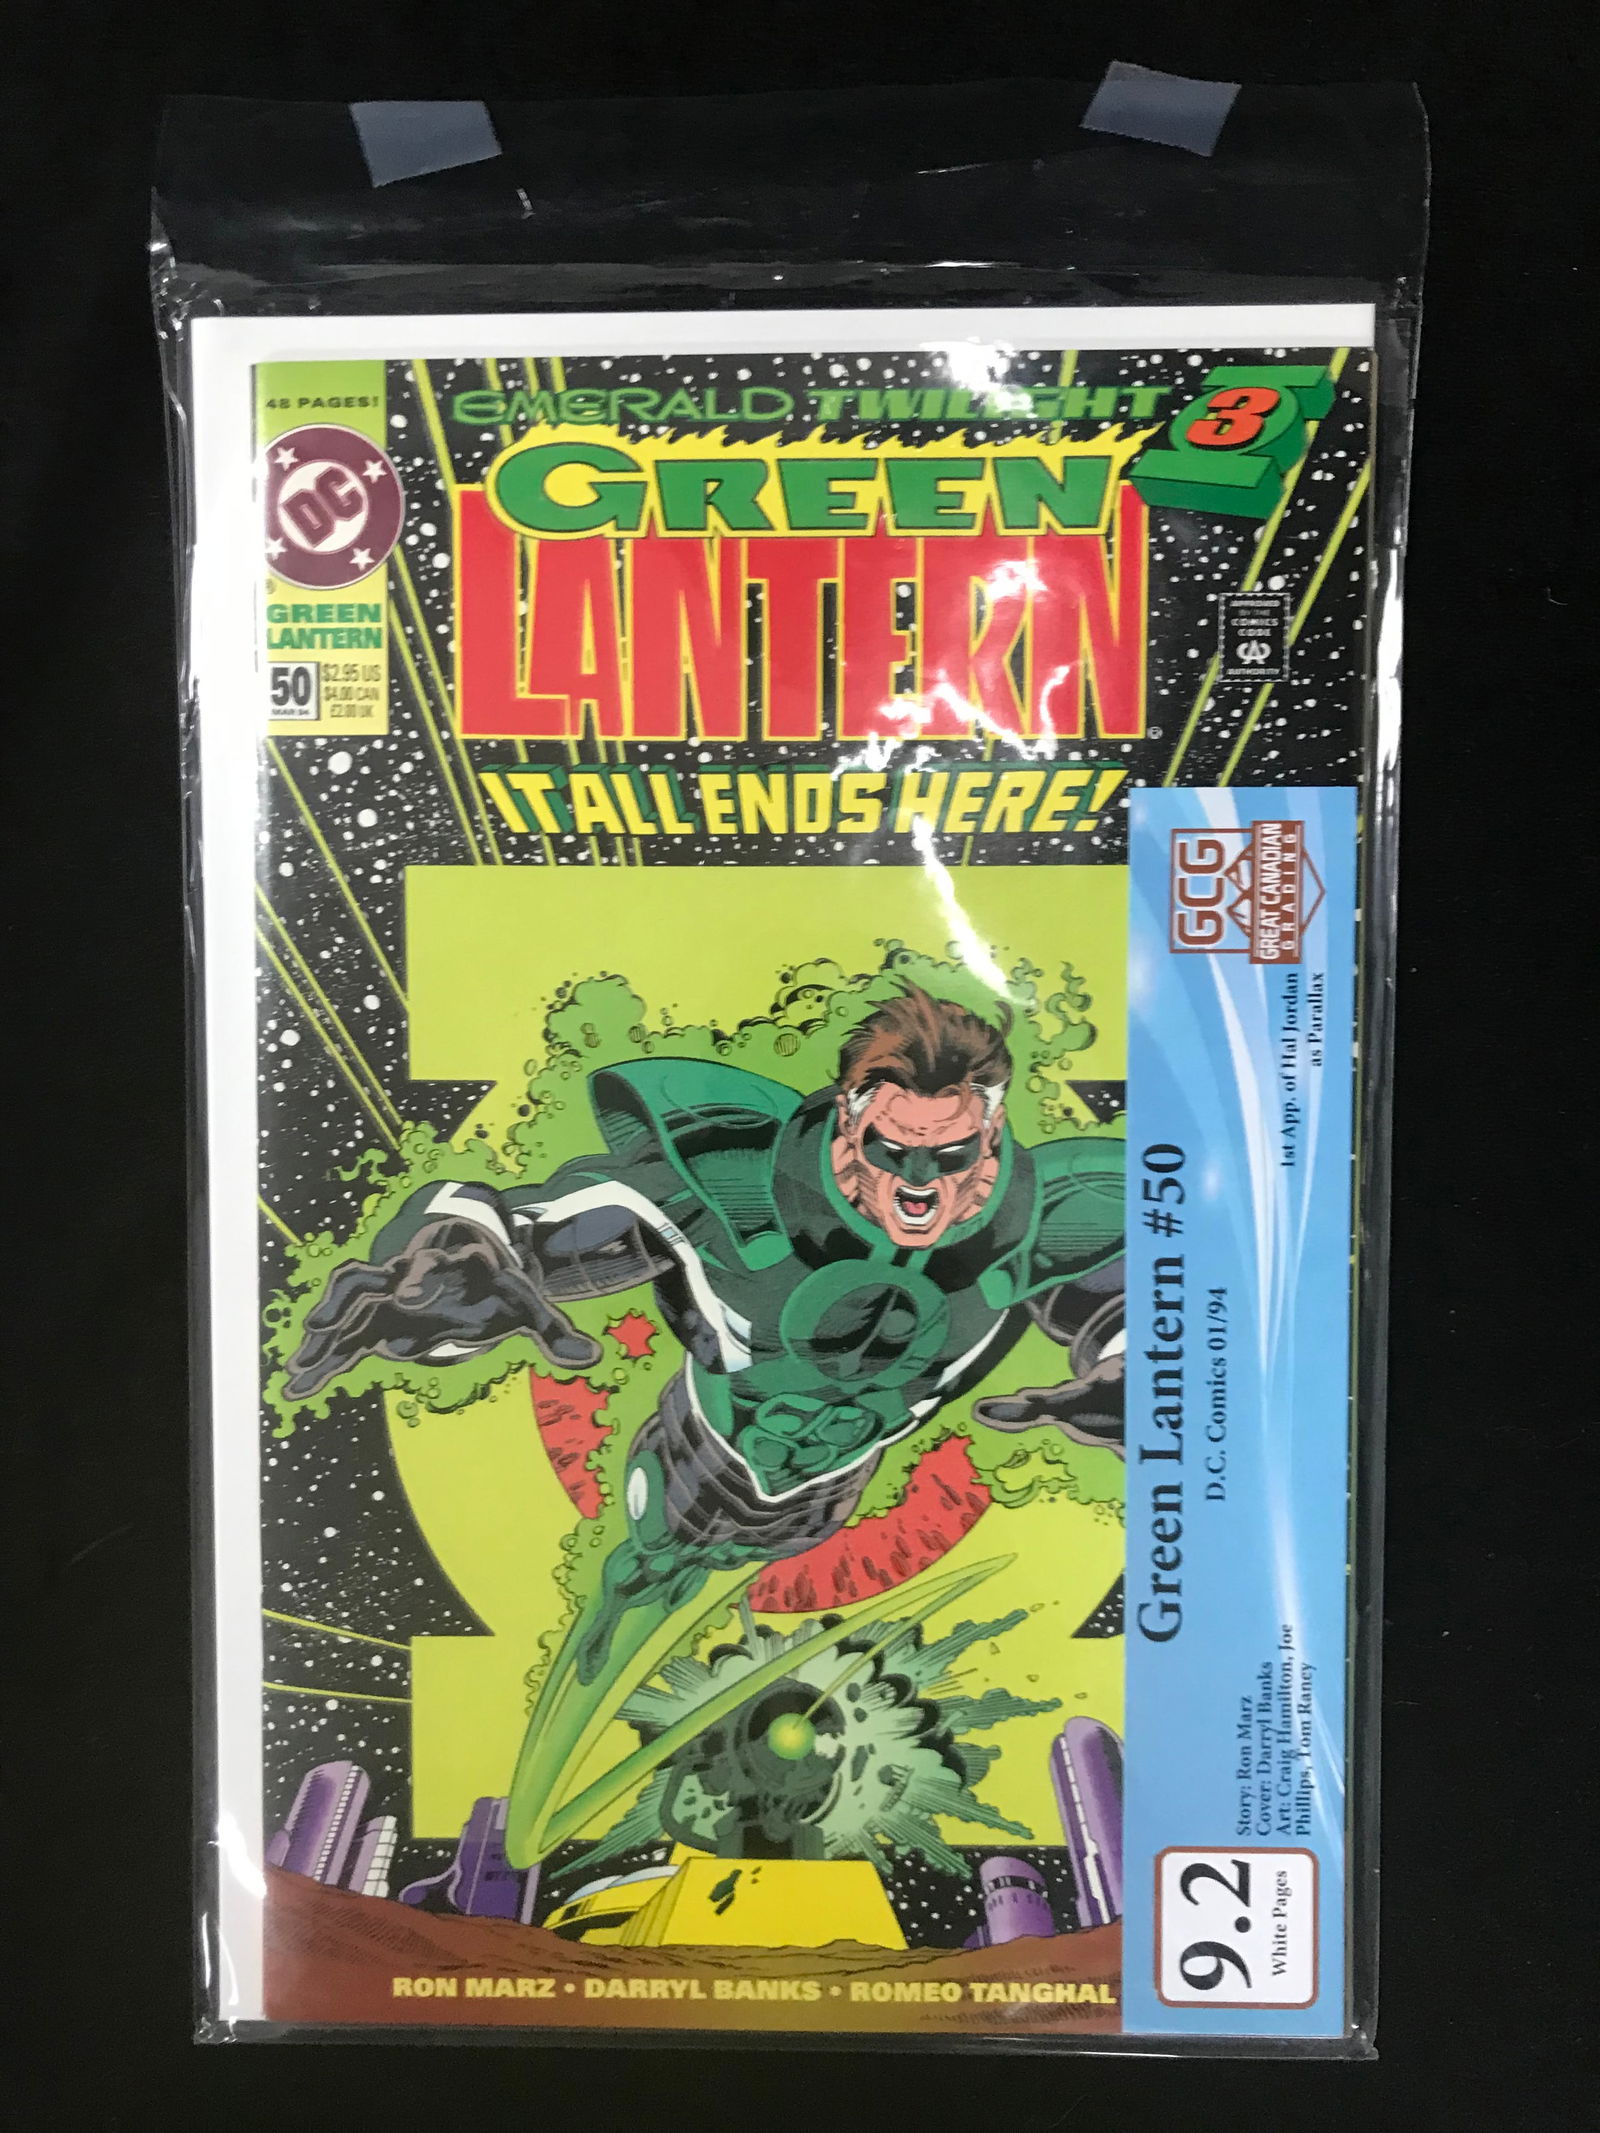 48 PAGES!
EMERALD TWILIGHT 3
DC
®
GREEN
LANTERN
GREEN
LANTERN
50
MAR 94
$2.95 US
$4.00 CAN
£2.00 UK
APPROVED
BY THE
COMICS
CODE
CA
AUTHORITY
®
IT ALL ENDS HERE!
GCG
GREAT CANADIAN
GRADING
1st App. of Hal Jordan
as Parallax
Green Lantern #50
D.C. Comics 01/94
Story: Ron Marz
Cover: Darryl Banks
Art: Craig Hamilton, Joe
Phillips, Tom Raney
9.2
White Pages
RON MARZ • DARRYL BANKS • ROMEO TANGHAL